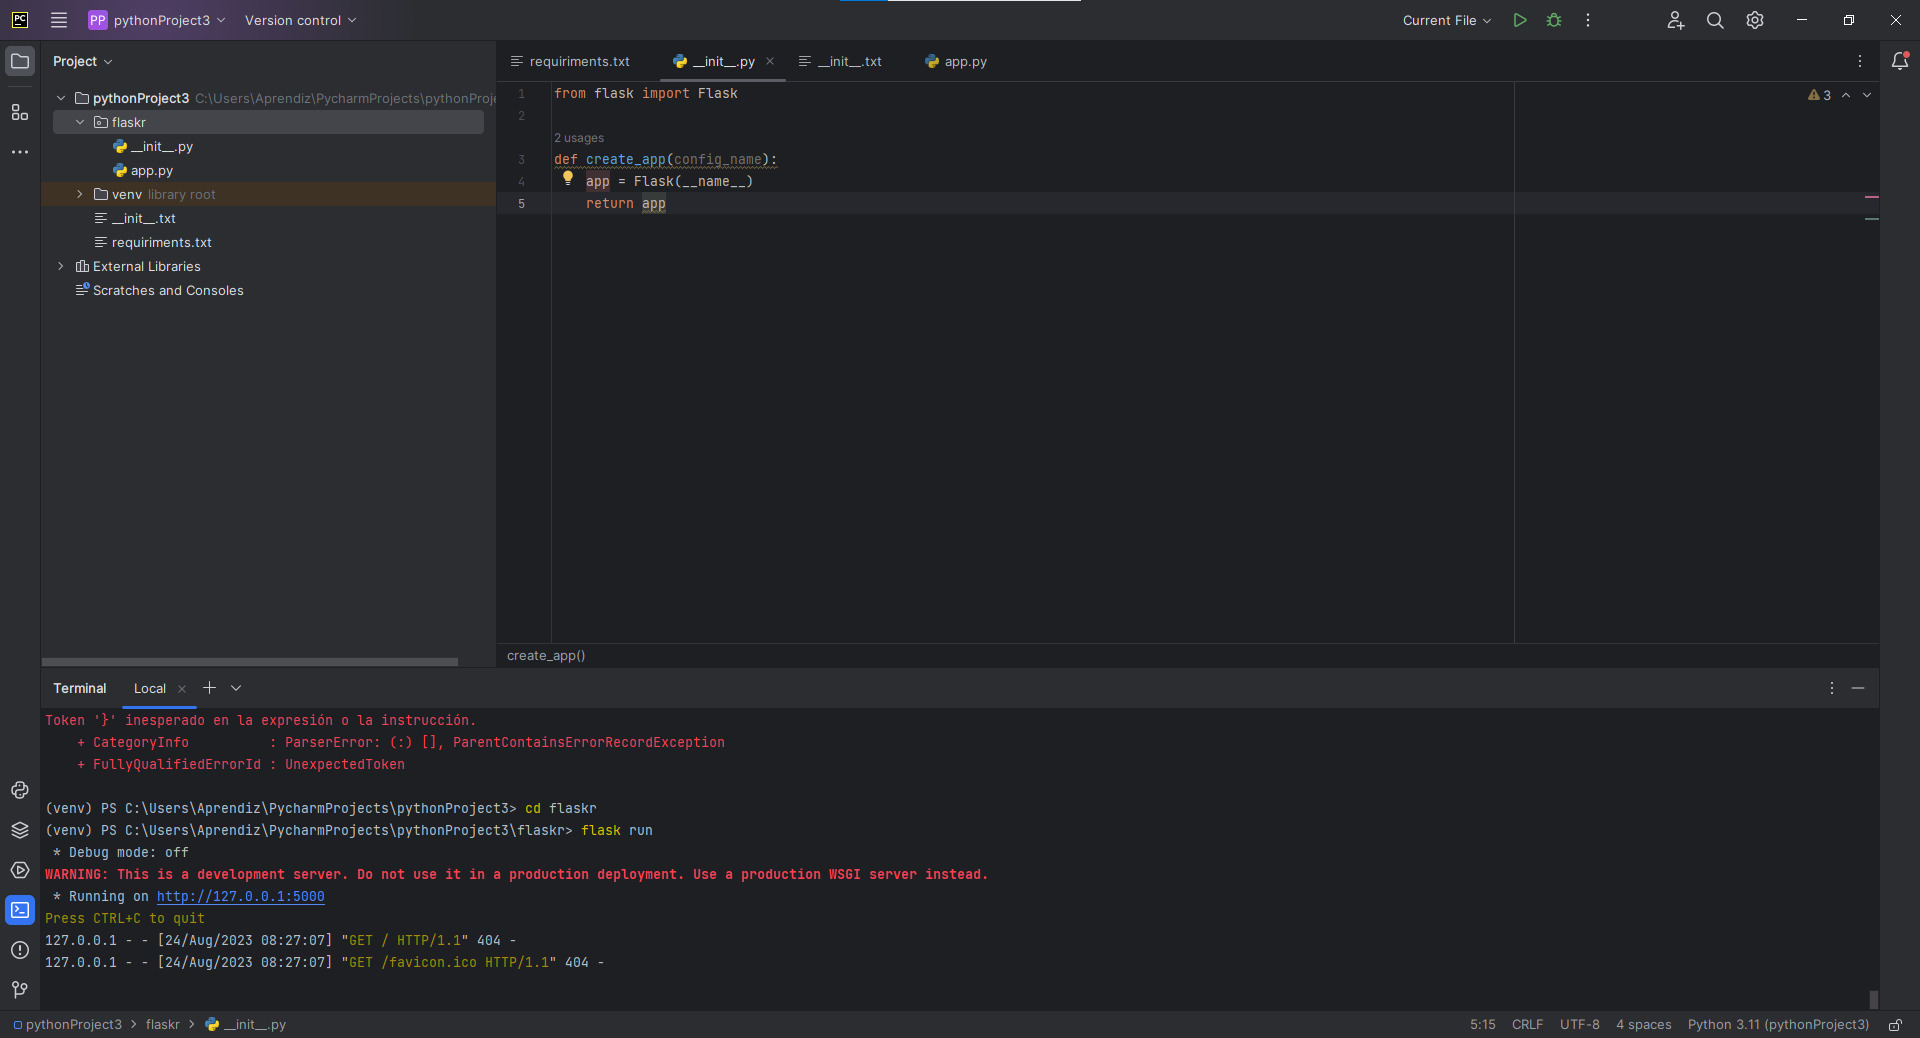 PC
PP pythonProject3 Version control Current File
Project
requiriments.txt __init__.py __init__.txt app.py
pythonProject3 C:\Users\Aprendiz\PycharmProjects\pythonProje
flaskr
__init__.py
app.py
venv library root
__init__.txt
requiriments.txt
External Libraries
Scratches and Consoles
3
1 from flask import Flask
2
2 usages
3 def create_app(config_name):
4 app = Flask(__name__)
5 return app
create_app()
Terminal Local
Token '}' inesperado en la expresión o la instrucción.
+ CategoryInfo : ParserError: (:) [], ParentContainsErrorRecordException
+ FullyQualifiedErrorId : UnexpectedToken
(venv) PS C:\Users\Aprendiz\PycharmProjects\pythonProject3> cd flaskr
(venv) PS C:\Users\Aprendiz\PycharmProjects\pythonProject3\flaskr> flask run
* Debug mode: off
WARNING: This is a development server. Do not use it in a production deployment. Use a production WSGI server instead.
* Running on http://127.0.0.1:5000
Press CTRL+C to quit
127.0.0.1 - - [24/Aug/2023 08:27:07] "GET / HTTP/1.1" 404 -
127.0.0.1 - - [24/Aug/2023 08:27:07] "GET /favicon.ico HTTP/1.1" 404 -
pythonProject3 > flaskr > __init__.py 5:15 CRLF UTF-8 4 spaces Python 3.11 (pythonProject3)